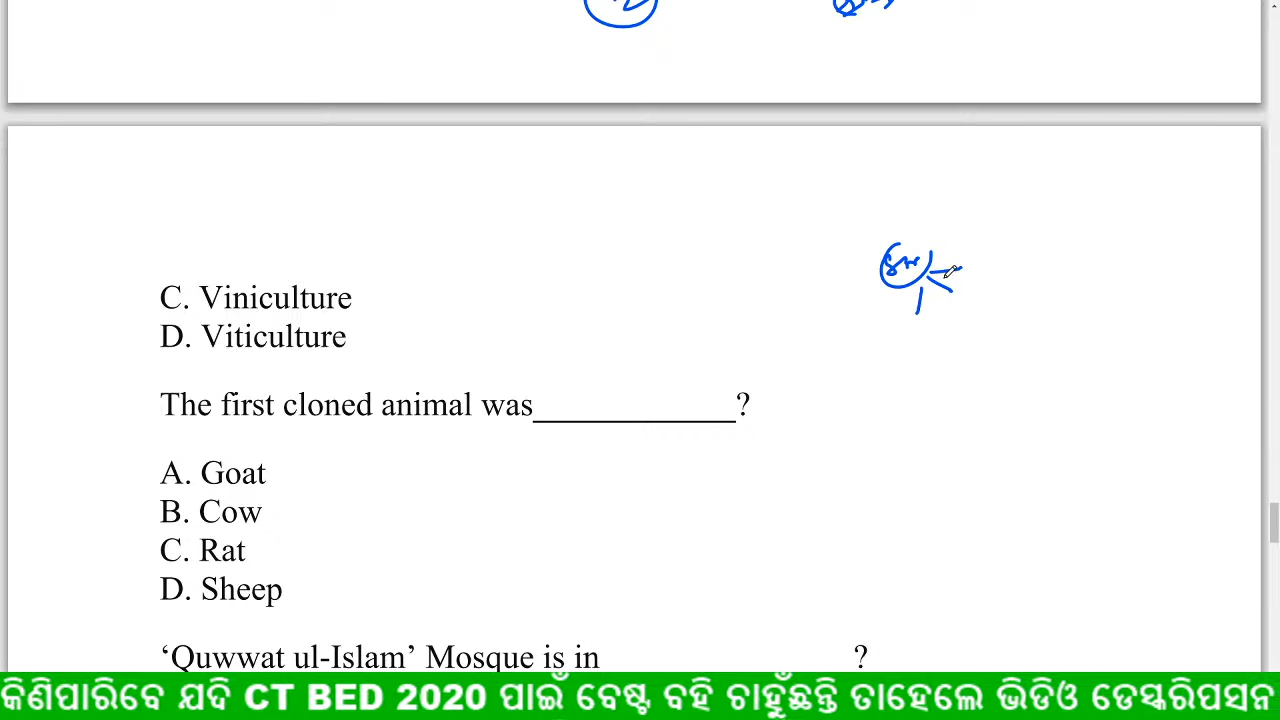 C. Viniculture
D. Viticulture
The first cloned animal was____________?
A. Goat
B. Cow
C. Rat
D. Sheep
‘Quwwat ul-Islam’ Mosque is in ?
କିଣିପାରିବେ ଯଦି CT BED 2020 ପାଇଁ ବେଷ୍ଟ ବହି ଚାହୁଁଛନ୍ତି ତାହେଲେ ଭିଡିଓ ଡେସ୍କରିପସନ